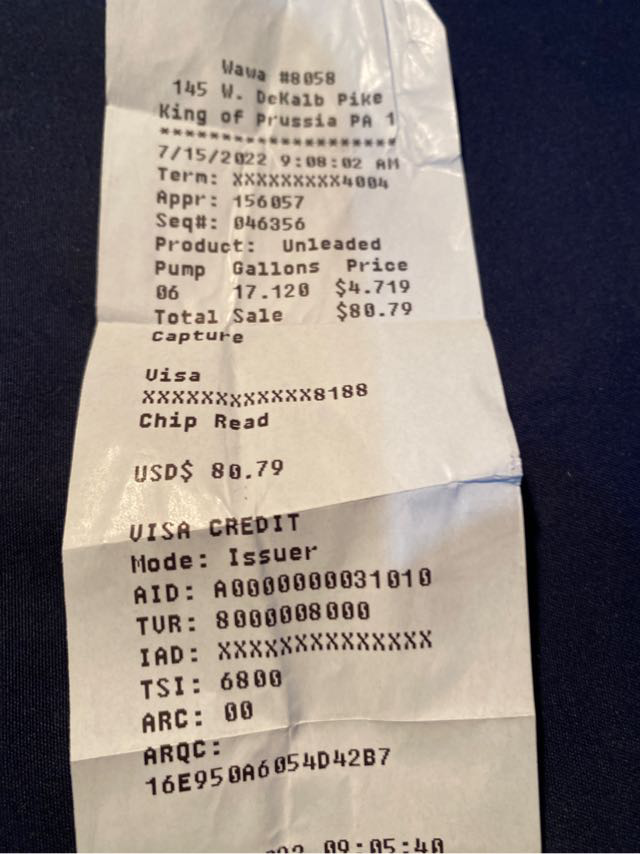 Wawa #8058
145 W. DeKalb Pike
King of Prussia PA 1
********************
7/15/2022 9:08:02 AM
Term: XXXXXXXXX4004
Appr: 156057
Seq#: 046356
Product: Unleaded
Pump Gallons Price
06 17.120 $4.719
Total Sale $80.79
Capture
Visa
XXXXXXXXXXXX8188
Chip Read
USD$ 80.79
VISA CREDIT
Mode: Issuer
AID: A0000000031010
TVR: 8000008000
IAD: XXXXXXXXXXXXXX
TSI: 6800
ARC: 00
ARQC:
16E950A6054D42B7
09:05:40